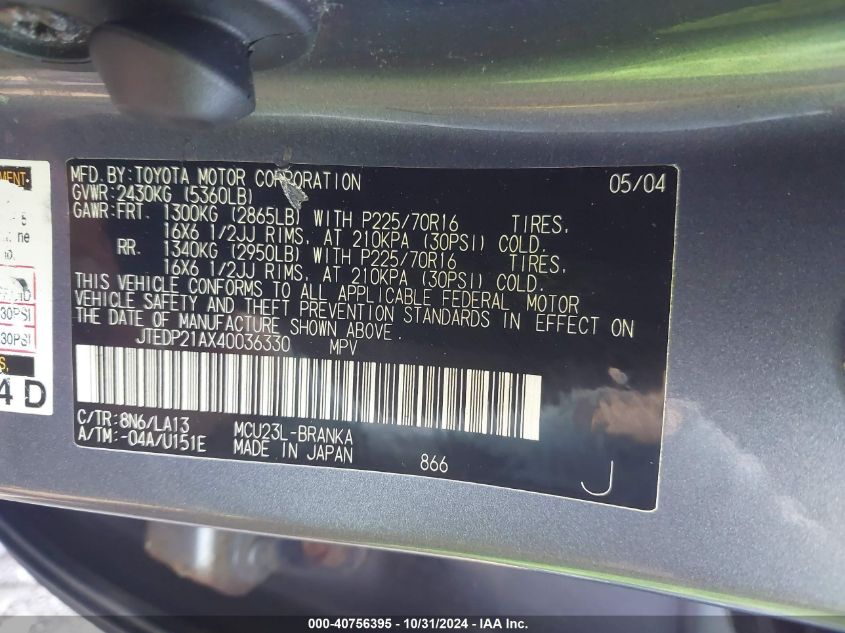 MFD.BY:TOYOTA MOTOR CORPORATION 05/04
GVWR:2430KG (5360LB)
GAWR:FRT. 1300KG (2865LB) WITH P225/70R16 TIRES,
16X6 1/2JJ RIMS, AT 210KPA (30PSI) COLD.
RR. 1340KG (2950LB) WITH P225/70R16 TIRES,
16X6 1/2JJ RIMS, AT 210KPA (30PSI) COLD.
THIS VEHICLE CONFORMS TO ALL APPLICABLE FEDERAL MOTOR
VEHICLE SAFETY AND THEFT PREVENTION STANDARDS IN EFFECT ON
THE DATE OF MANUFACTURE SHOWN ABOVE.
JTEDP21AX40036330 MPV
C/TR:8N6/LA13 MCU23L-BRANKA
A/TM:-04A/U151E MADE IN JAPAN
866
J
30PSI
30PSI
4D
000-40756395 - 10/31/2024 - IAA Inc.